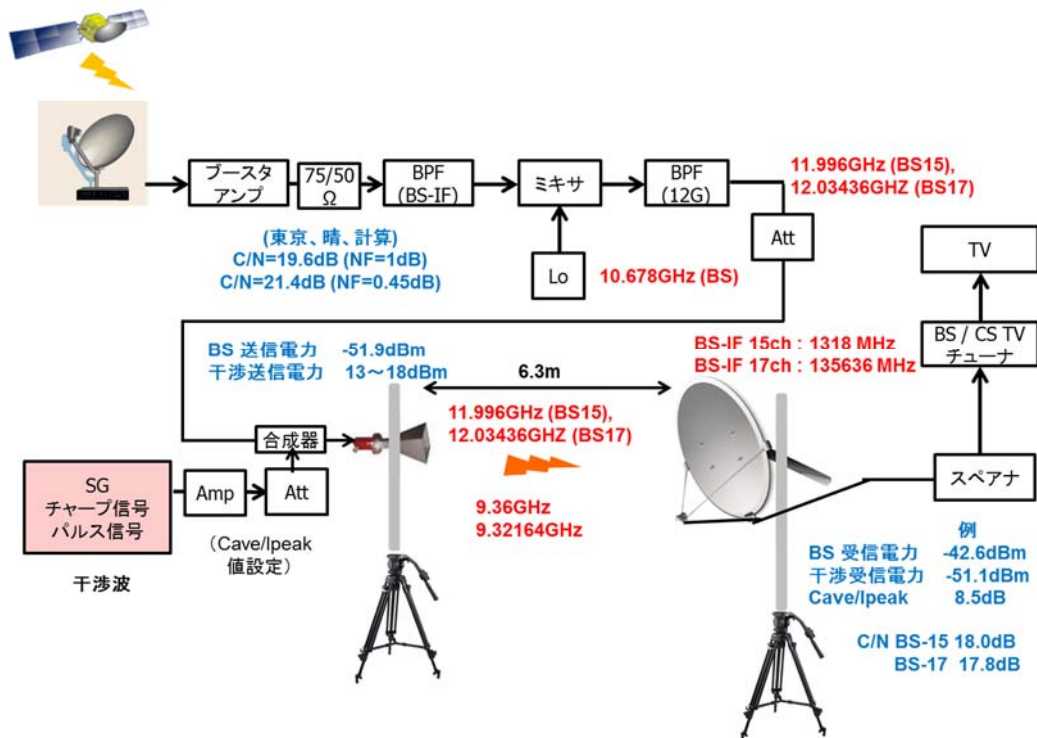 ブースタ
アンプ
75/50
Ω
BPF
(BS-IF)
ミキサ
BPF
(12G)
11.996GHz (BS15),
12.03436GHZ (BS17)
Att
TV
(東京、晴、計算)
C/N=19.6dB (NF=1dB)
C/N=21.4dB (NF=0.45dB)
Lo
10.678GHz (BS)
BS / CS TV
チューナ
BS 送信電力 -51.9dBm
干渉送信電力 13～18dBm
6.3m
BS-IF 15ch : 1318 MHz
BS-IF 17ch : 135636 MHz
11.996GHz (BS15),
12.03436GHZ (BS17)
合成器
SG
チャープ信号
パルス信号
Amp
Att
スペアナ
9.36GHz
9.32164GHz
（Cave/Ipeak
値設定）
干渉波
例
BS 受信電力 -42.6dBm
干渉受信電力 -51.1dBm
Cave/Ipeak 8.5dB
C/N BS-15 18.0dB
BS-17 17.8dB